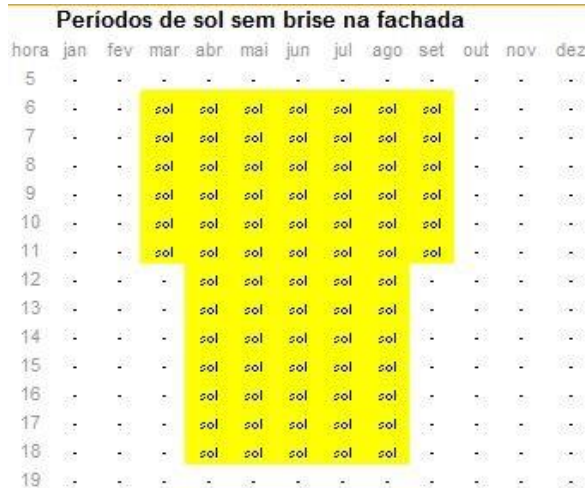 Períodos de sol sem brise na fachada
hora jan fev mar abr mai jun jul ago set out nov dez
5 - - - - - - - - - - - -
6 - - sol sol sol sol sol sol sol - - -
7 - - sol sol sol sol sol sol sol - - -
8 - - sol sol sol sol sol sol sol - - -
9 - - sol sol sol sol sol sol sol - - -
10 - - sol sol sol sol sol sol sol - - -
11 - - sol sol sol sol sol sol sol - - -
12 - - - sol sol sol sol sol - - - -
13 - - - sol sol sol sol sol - - - -
14 - - - sol sol sol sol sol - - - -
15 - - - sol sol sol sol sol - - - -
16 - - - sol sol sol sol sol - - - -
17 - - - sol sol sol sol sol - - - -
18 - - - sol sol sol sol sol - - - -
19 - - - - - - - - - - - -